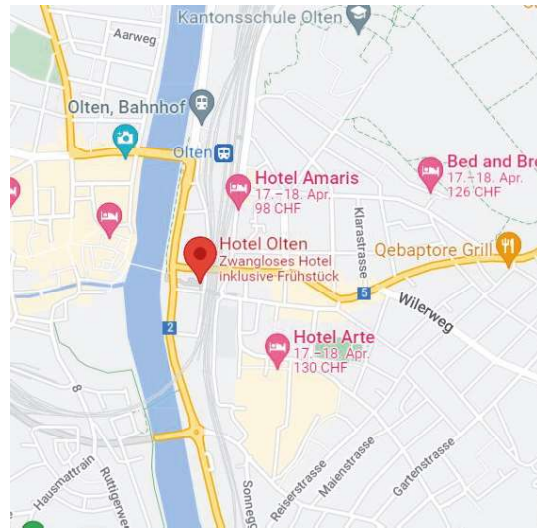 Kantonsschule Olten
Aarweg
Olten, Bahnhof
Olten
Hotel Amaris
17.–18. Apr.
98 CHF
Bed and Bre
17.–18. Apr.
126 CHF
Klarastrasse
Hotel Olten
Zwangloses Hotel
inklusive Frühstück
Qebaptore Grill
5
Wilerweg
2
Hotel Arte
17.–18. Apr.
130 CHF
8
Hausmattrain
Rüttigerweg
Sonnego
Reiserstrasse
Maienstrasse
Gartenstrasse